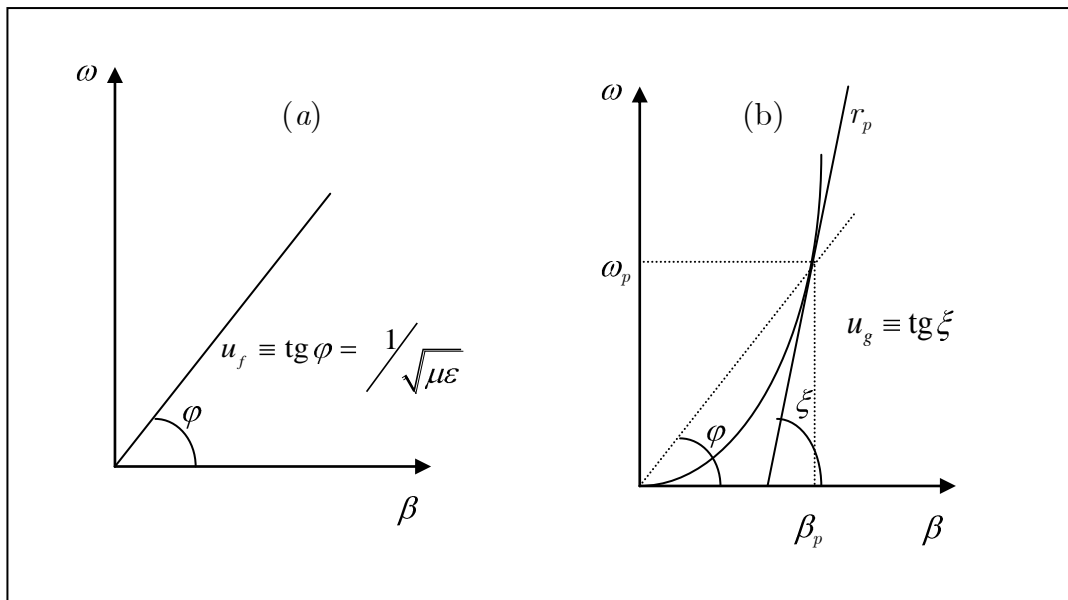 ω
(a)
u_f ≡ tg φ = 1/√με
φ
β
ω
(b)
r_p
ω_p
u_g ≡ tg ξ
φ
ξ
β_p
β